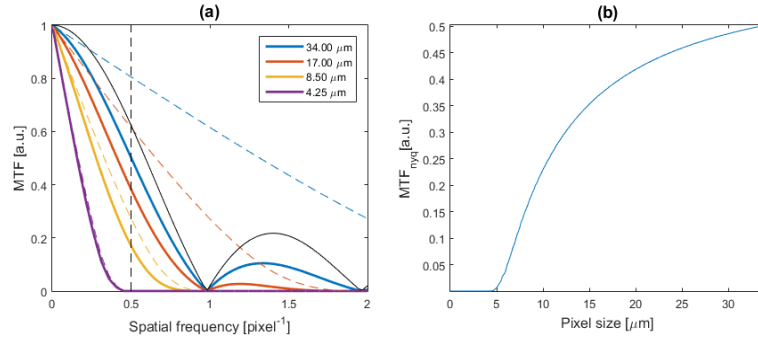 (a)
MTF [a.u.]
1
0.8
0.6
0.4
0.2
0
0 0.5 1 1.5 2
Spatial frequency [pixel⁻¹]
34.00 μm
17.00 μm
8.50 μm
4.25 μm
(b)
MTFnyq[a.u.]
0.5
0.45
0.4
0.35
0.3
0.25
0.2
0.15
0.1
0.05
0 5 10 15 20 25 30
Pixel size [μm]